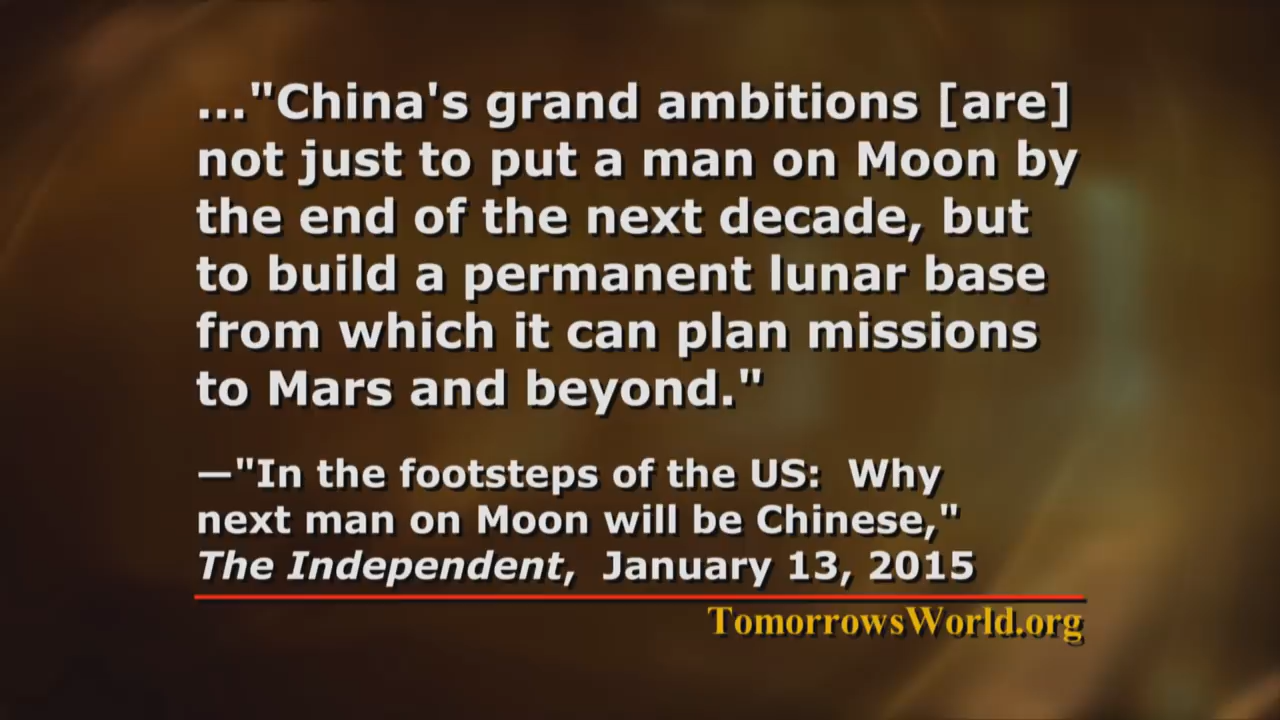 ..."China's grand ambitions [are]
not just to put a man on Moon by
the end of the next decade, but
to build a permanent lunar base
from which it can plan missions
to Mars and beyond."
—"In the footsteps of the US:  Why
next man on Moon will be Chinese,"
The Independent,  January 13, 2015
TomorrowsWorld.org